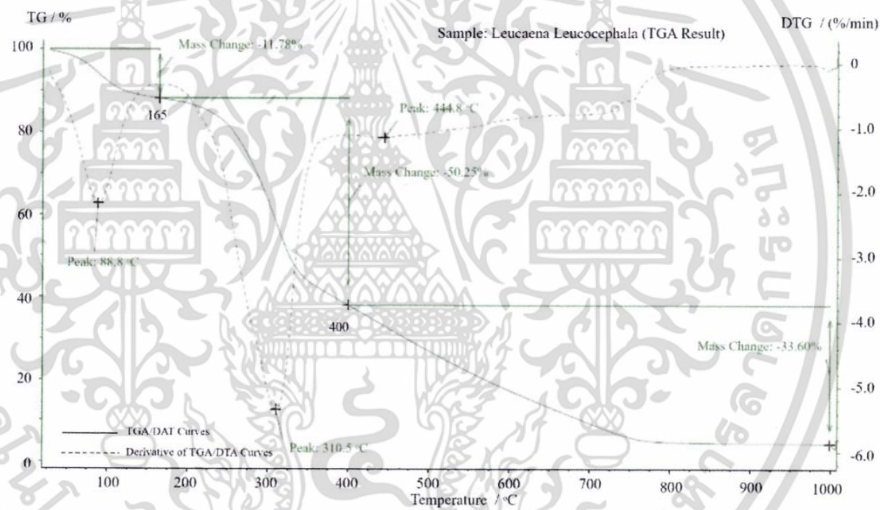 TG / %
DTG / (%/min)
Sample: Leucaena Leucocephala (TGA Result)
Mass Change: -11.78%
165
Peak: 444.8 °C
Mass Change: -50.25%
Peak: 88.8 °C
400
Mass Change: -33.60%
Peak: 310.5 °C
TGA/DAT Curves
Derivative of TGA/DTA Curves
100
80
60
40
20
0
0
-1.0
-2.0
-3.0
-4.0
-5.0
-6.0
100 200 300 400 500 600 700 800 900 1000
Temperature / °C